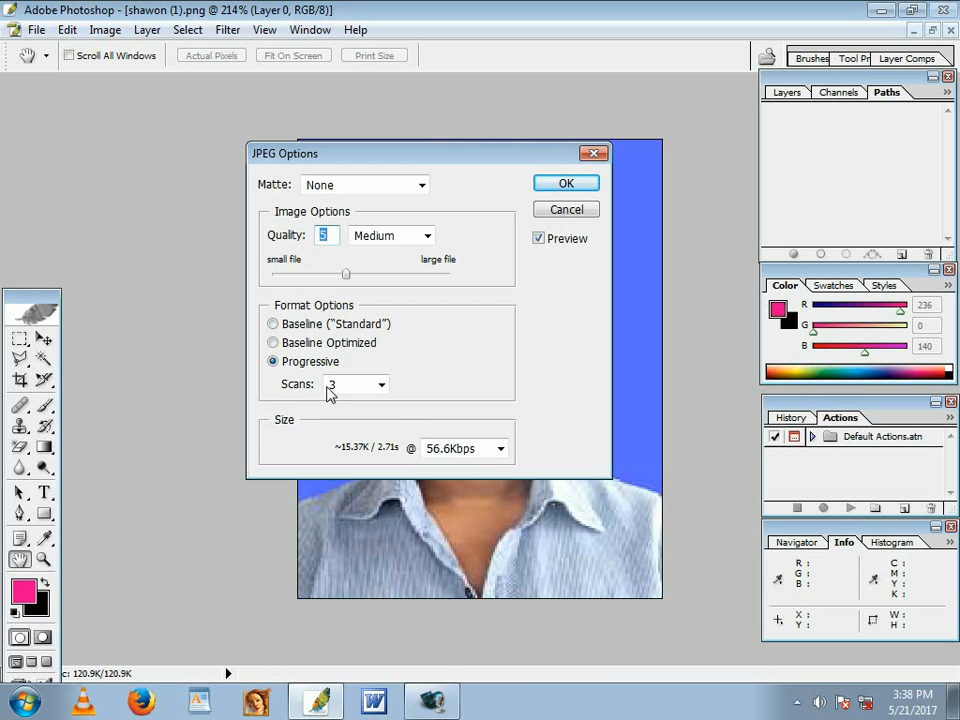 Adobe Photoshop - [shawon (1).png @ 214% (Layer 0, RGB/8)]
File Edit Image Layer Select Filter View Window Help
Scroll All Windows Actual Pixels Fit On Screen Print Size
Brushes Tool Pr Layer Comps
Layers Channels Paths
JPEG Options
Matte: None
OK
Cancel
Preview
Image Options
Quality: 5 Medium
small file large file
Format Options
Baseline ("Standard")
Baseline Optimized
Progressive
Scans: 3
Size
~15.37K / 2.71s @ 56.6Kbps
Color Swatches Styles
R 236
G 0
B 140
History Actions
Default Actions.atn
Navigator Info Histogram
R : C :
G : M :
B : Y :
K :
X : W :
Y : H :
c: 120.9K/120.9K
T
W
3:38 PM
5/21/2017